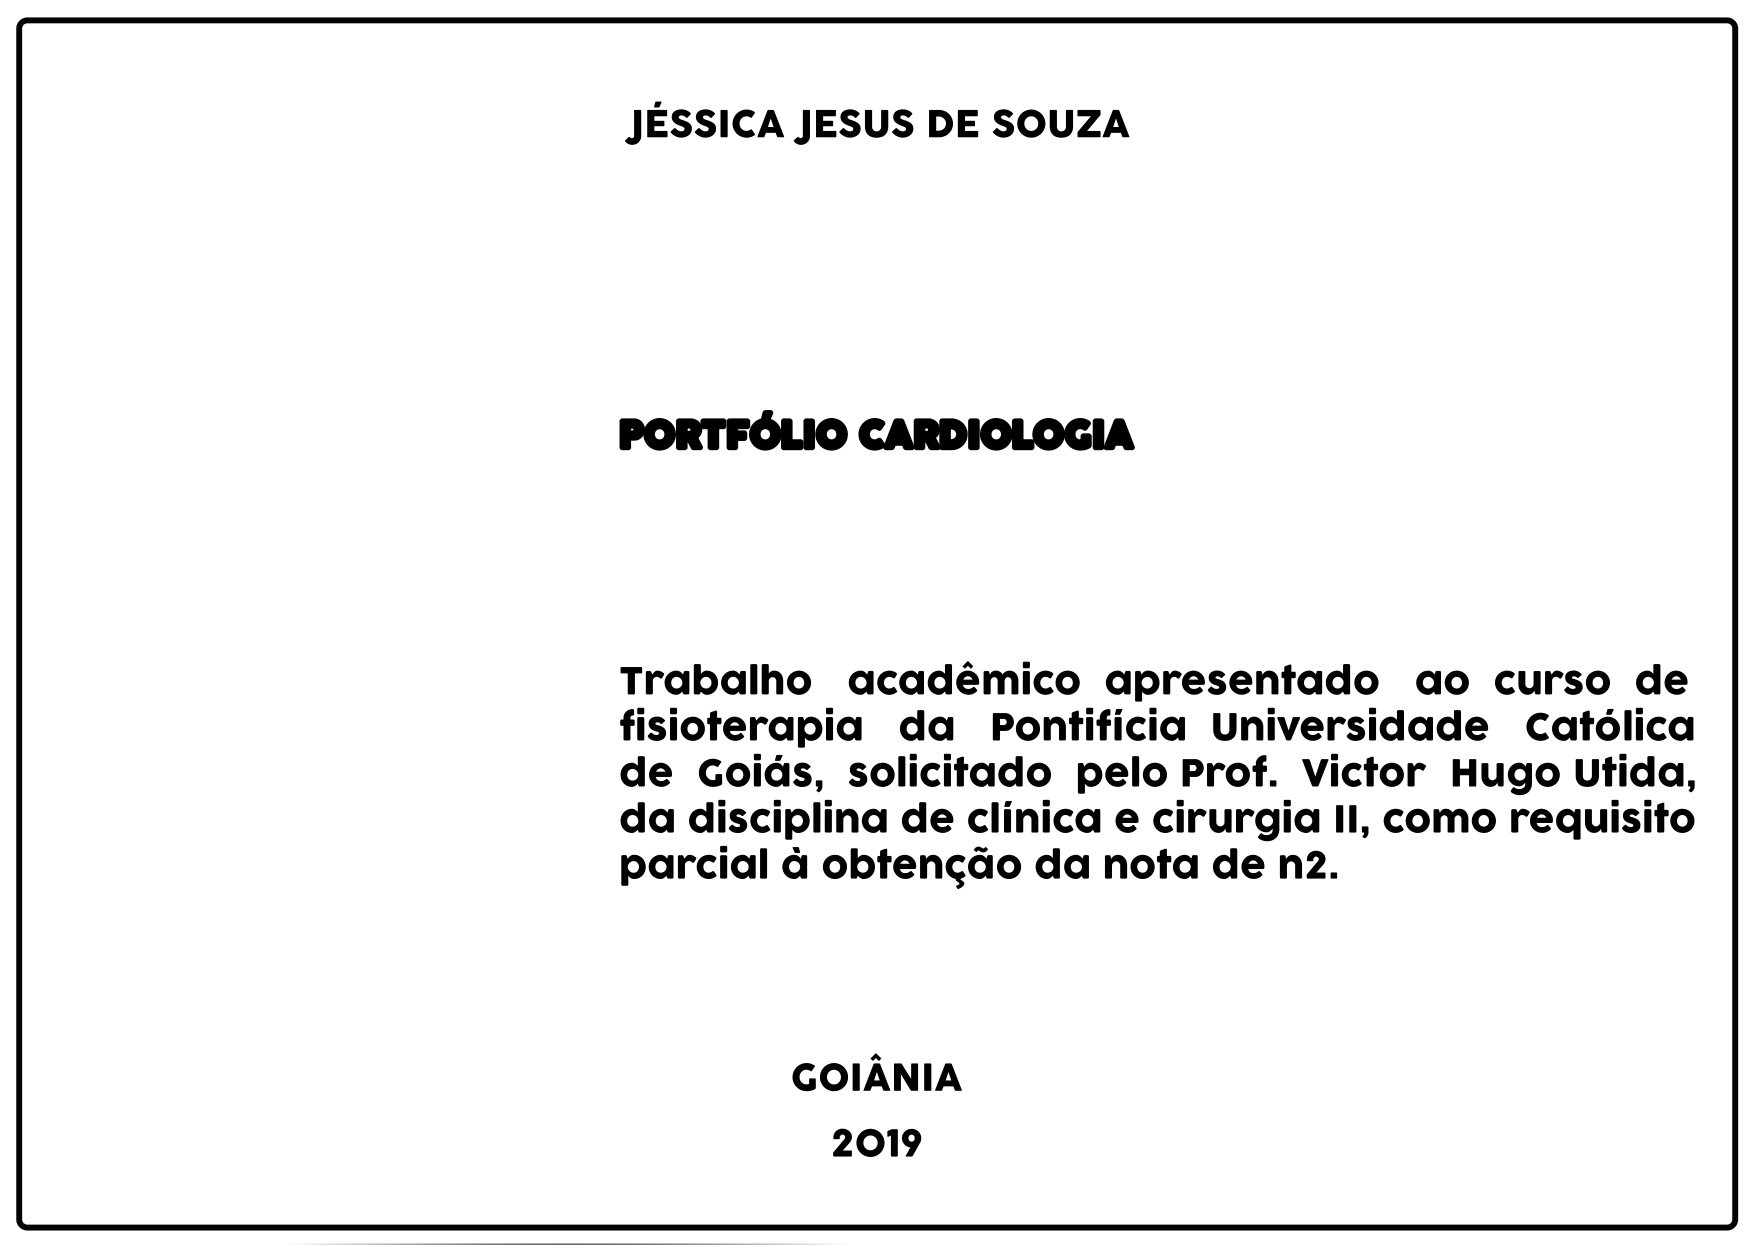 JÉSSICA JESUS DE SOUZA
PORTFÓLIO CARDIOLOGIA
Trabalho acadêmico apresentado ao curso de
fisioterapia da Pontifícia Universidade Católica
de Goiás, solicitado pelo Prof. Victor Hugo Utida,
da disciplina de clínica e cirurgia II, como requisito
parcial à obtenção da nota de n2.
GOIÂNIA
2019